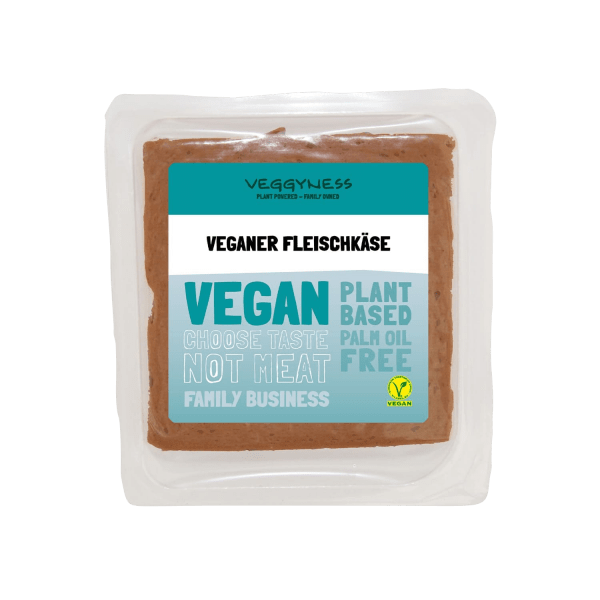 VEGGYNESS
PLANT POWERED – FAMILY OWNED
VEGANER FLEISCHKÄSE
VEGAN
CHOOSE TASTE
NOT MEAT
FAMILY BUSINESS
PLANT
BASED
PALM OIL
FREE
VEGAN